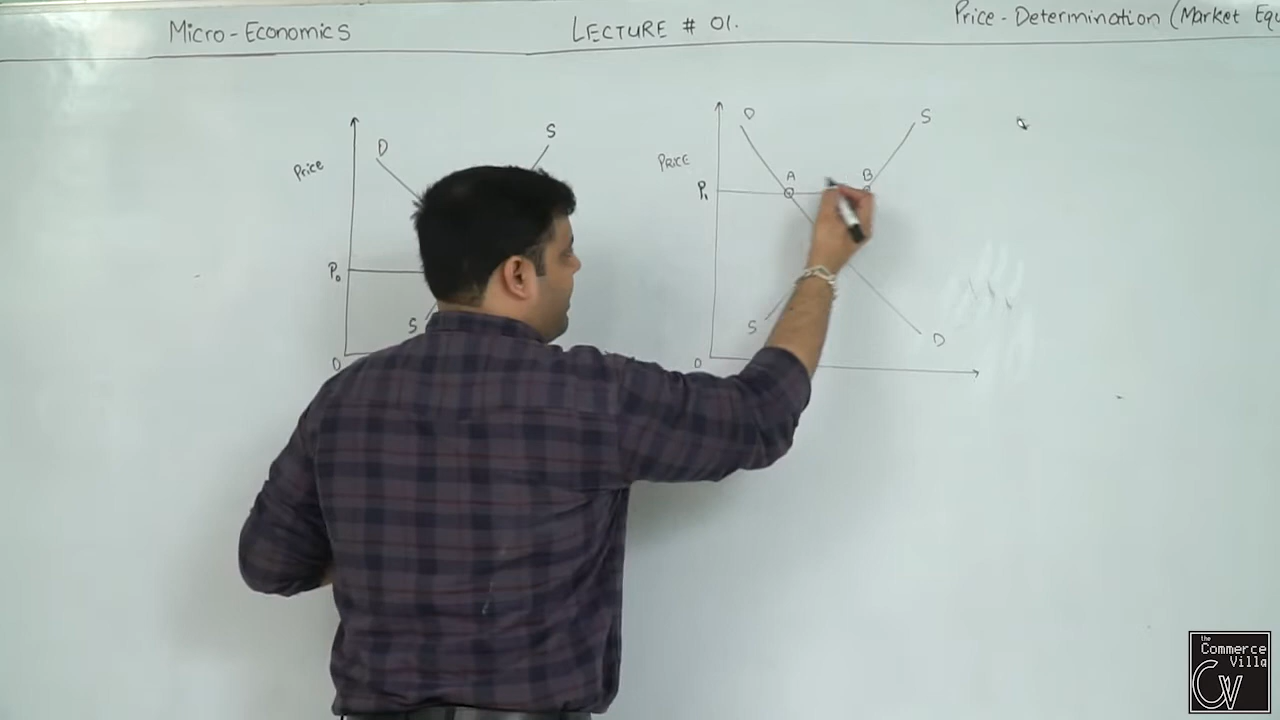 Micro-Economics
LECTURE # 01.
Price-Determination (Market Equ
D
S
Price
P₀
S
0
D
S
PRICE
A
B
P₁
S
D
0
the
Commerce
Villa
CV